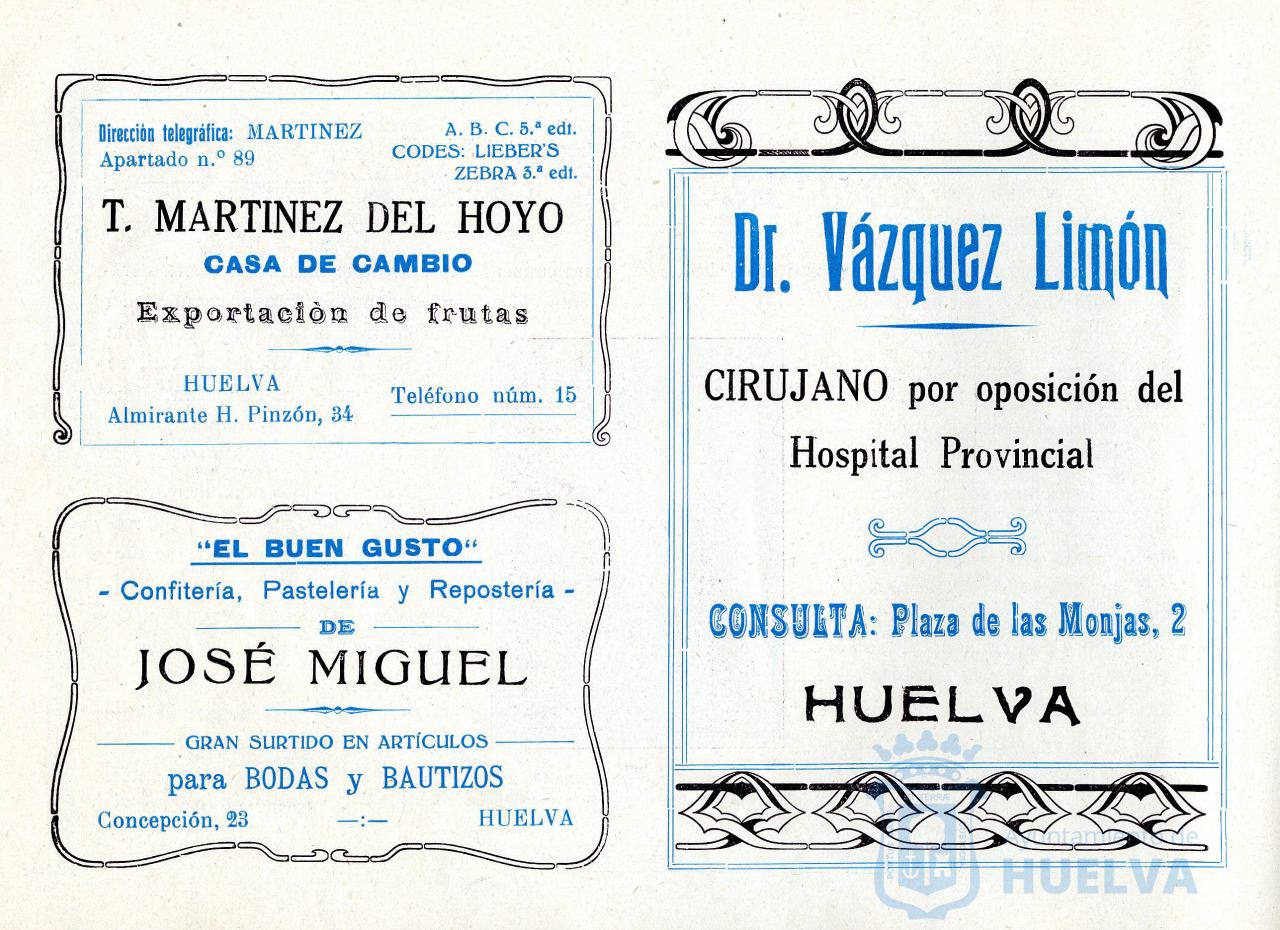 Dirección telegráfica: MARTINEZ
Apartado n.º 89
A. B. C. 5.ª edt.
CODES: LIEBER'S
ZEBRA 3.ª edt.
T. MARTINEZ DEL HOYO
CASA DE CAMBIO
Exportaciòn de frutas
HUELVA
Almirante H. Pinzón, 34
Teléfono núm. 15
"EL BUEN GUSTO"
- Confitería, Pastelería y Repostería -
DE
JOSÉ MIGUEL
GRAN SURTIDO EN ARTÍCULOS
para BODAS y BAUTIZOS
Concepción, 23 —:— HUELVA
Dr. Vázquez Limón
CIRUJANO por oposición del
Hospital Provincial
CONSULTA: Plaza de las Monjas, 2
HUELVA
Ayuntamiento de
HUELVA